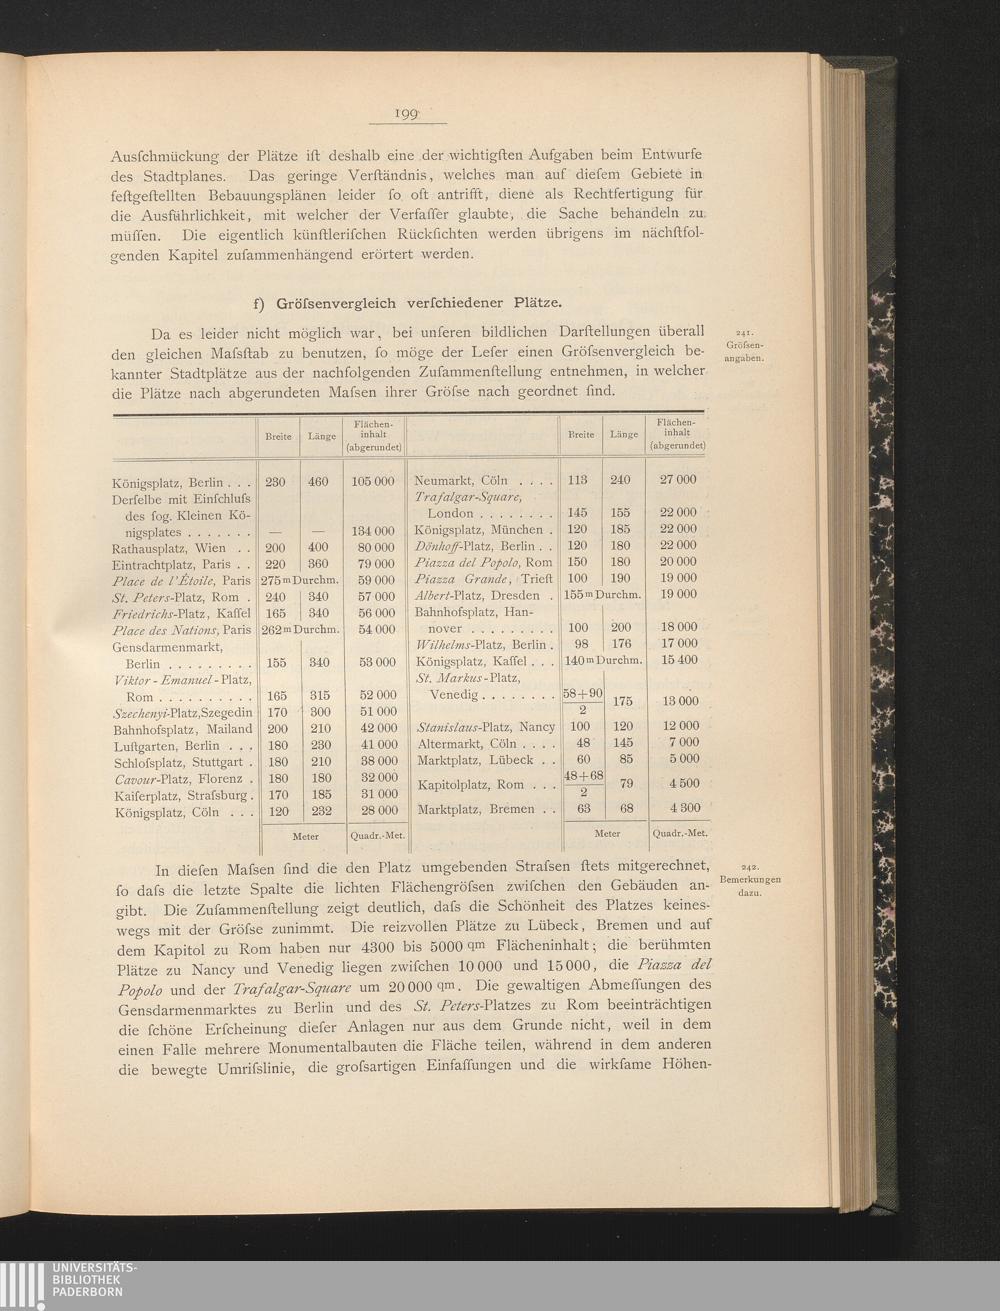 199
Ausſchmückung der Plätze iſt deshalb eine der wichtigſten Aufgaben beim Entwurfe
des Stadtplanes. Das geringe Verſtändnis, welches man auf dieſem Gebiete in
feſtgeſtellten Bebauungsplänen leider ſo oft antrifft, diene als Rechtfertigung für
die Ausführlichkeit, mit welcher der Verfaſſer glaubte, die Sache behandeln zu
müſſen. Die eigentlich künſtleriſchen Rückſichten werden übrigens im nächſtfol-
genden Kapitel zuſammenhängend erörtert werden.
f) Gröſsenvergleich verſchiedener Plätze.
Da es leider nicht möglich war, bei unſeren bildlichen Darſtellungen überall
den gleichen Maſsſtab zu benutzen, ſo möge der Leſer einen Gröſsenvergleich be-
kannter Stadtplätze aus der nachfolgenden Zuſammenſtellung entnehmen, in welcher
die Plätze nach abgerundeten Maſsen ihrer Gröſse nach geordnet ſind.
241.
Gröſsen-
angaben.
Breite Länge Flächen-
inhalt
(abgerundet)
Königsplatz, Berlin . . . 230 460 105 000
Derſelbe mit Einſchluſs
des ſog. Kleinen Kö-
nigsplates . . . . . . . — — 134 000
Rathausplatz, Wien . . 200 400 80 000
Eintrachtplatz, Paris . . 220 360 79 000
Place de l'Étoile, Paris 275 m Durchm. 59 000
St. Peters-Platz, Rom . 240 340 57 000
Friedrichs-Platz, Kaſſel 165 340 56 000
Place des Nations, Paris 262 m Durchm. 54 000
Gensdarmenmarkt,
Berlin . . . . . . . . . 155 340 53 000
Viktor-Emanuel-Platz,
Rom . . . . . . . . . . 165 315 52 000
Szechenyi-Platz, Szegedin 170 300 51 000
Bahnhofsplatz, Mailand 200 210 42 000
Luſtgarten, Berlin . . . 180 230 41 000
Schloſsplatz, Stuttgart . 180 210 38 000
Cavour-Platz, Florenz . 180 180 32 000
Kaiſerplatz, Straſsburg . 170 185 31 000
Königsplatz, Cöln . . . 120 232 28 000
Meter Quadr.-Met.
Breite Länge Flächen-
inhalt
(abgerundet)
Neumarkt, Cöln . . . . 113 240 27 000
Trafalgar-Square,
London . . . . . . . . 145 155 22 000
Königsplatz, München . 120 185 22 000
Dönhoff-Platz, Berlin . . 120 180 22 000
Piazza del Popolo, Rom 150 180 20 000
Piazza Grande, Trieſt 100 190 19 000
Albert-Platz, Dresden . 155 m Durchm. 19 000
Bahnhofsplatz, Han-
nover . . . . . . . . . 100 200 18 000
Wilhelms-Platz, Berlin . 98 176 17 000
Königsplatz, Kaſſel . . . 140 m Durchm. 15 400
St. Markus-Platz,
Venedig . . . . . . . . 58+90
2 175 13 000
Stanislaus-Platz, Nancy 100 120 12 000
Altermarkt, Cöln . . . . 48 145 7 000
Marktplatz, Lübeck . . 60 85 5 000
Kapitolplatz, Rom . . . 48+68
2 79 4 500
Marktplatz, Bremen . . 63 68 4 300
Meter Quadr.-Met.
In dieſen Maſsen ſind die den Platz umgebenden Straſsen ſtets mitgerechnet,
ſo daſs die letzte Spalte die lichten Flächengröſsen zwiſchen den Gebäuden an-
gibt. Die Zuſammenſtellung zeigt deutlich, daſs die Schönheit des Platzes keines-
wegs mit der Gröſse zunimmt. Die reizvollen Plätze zu Lübeck, Bremen und auf
dem Kapitol zu Rom haben nur 4300 bis 5000 qm Flächeninhalt; die berühmten
Plätze zu Nancy und Venedig liegen zwiſchen 10 000 und 15 000, die Piazza del
Popolo und der Trafalgar-Square um 20 000 qm. Die gewaltigen Abmeſſungen des
Gensdarmenmarktes zu Berlin und des St. Peters-Platzes zu Rom beeinträchtigen
die ſchöne Erſcheinung dieſer Anlagen nur aus dem Grunde nicht, weil in dem
einen Falle mehrere Monumentalbauten die Fläche teilen, während in dem anderen
die bewegte Umriſslinie, die groſsartigen Einfaſſungen und die wirkſame Höhen-
242.
Bemerkungen
dazu.
UNIVERSITÄTS-
BIBLIOTHEK
PADERBORN